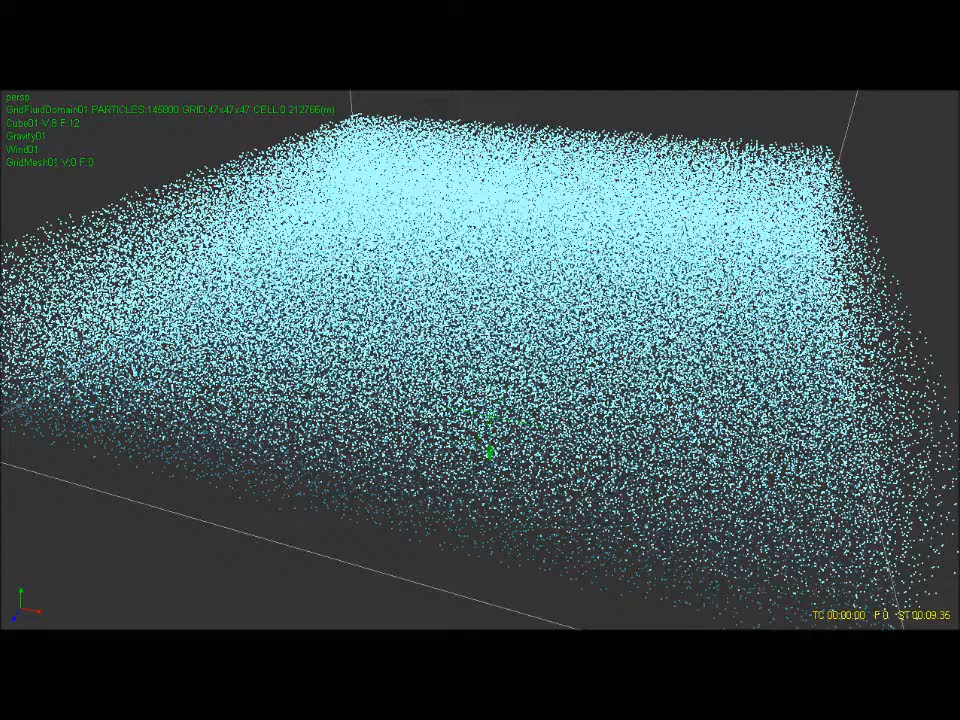 persp
GridFluidDomain01 PARTICLES:145800 GRID:47x47x47 CELL:0.212766(m)
Cube01 V:8 F:12
Gravity01
Wind01
GridMesh01 V:0 F:0
TC 00:00:00 F 0 ST 00:09:35